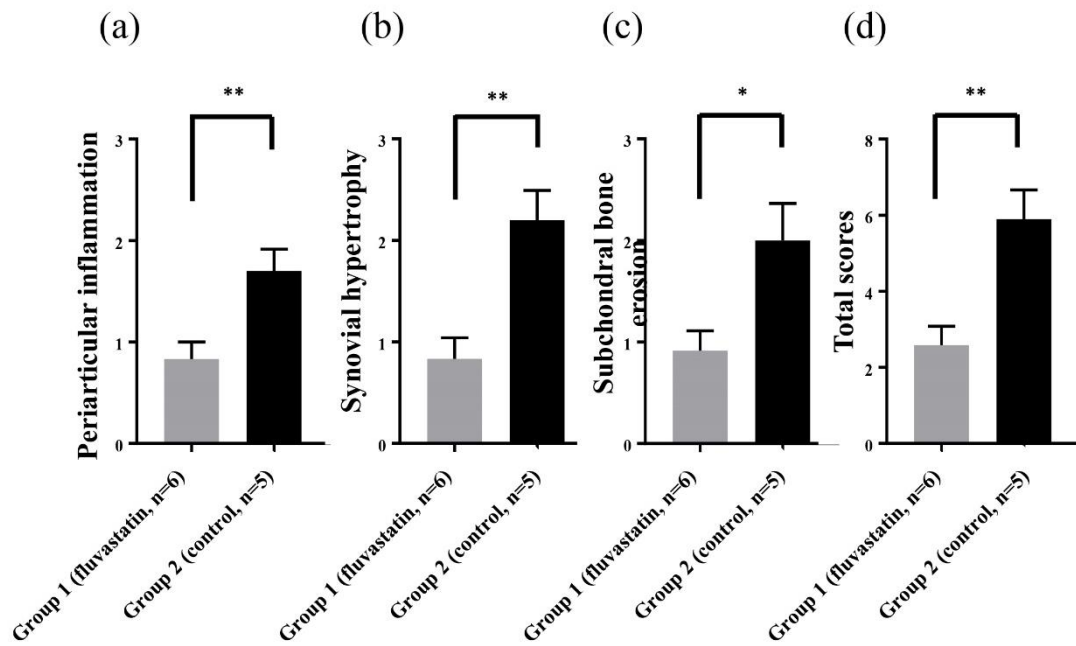 (a)
(b)
(c)
(d)
**
**
*
**
Periarticular inflammation
3
2
1
0
Synovial hypertrophy
3
2
1
0
Subchondral bone
erosion
3
2
1
0
Total scores
8
6
4
2
0
Group 1 (fluvastatin, n=6)
Group 2 (control, n=5)
Group 1 (fluvastatin, n=6)
Group 2 (control, n=5)
Group 1 (fluvastatin, n=6)
Group 2 (control, n=5)
Group 1 (fluvastatin, n=6)
Group 2 (control, n=5)